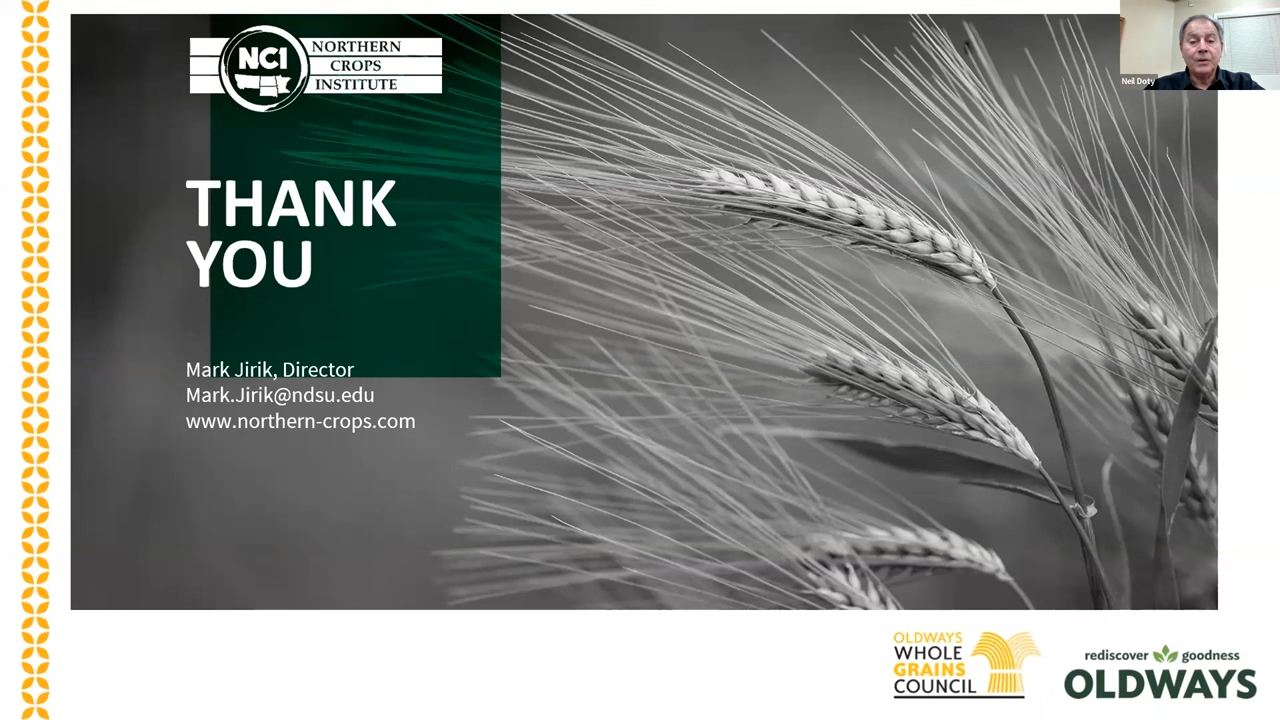 NCI
NORTHERN
CROPS
INSTITUTE
Neil Doty
THANK
YOU
Mark Jirik, Director
Mark.Jirik@ndsu.edu
www.northern-crops.com
OLDWAYS
WHOLE
GRAINS
COUNCIL
rediscover goodness
OLDWAYS